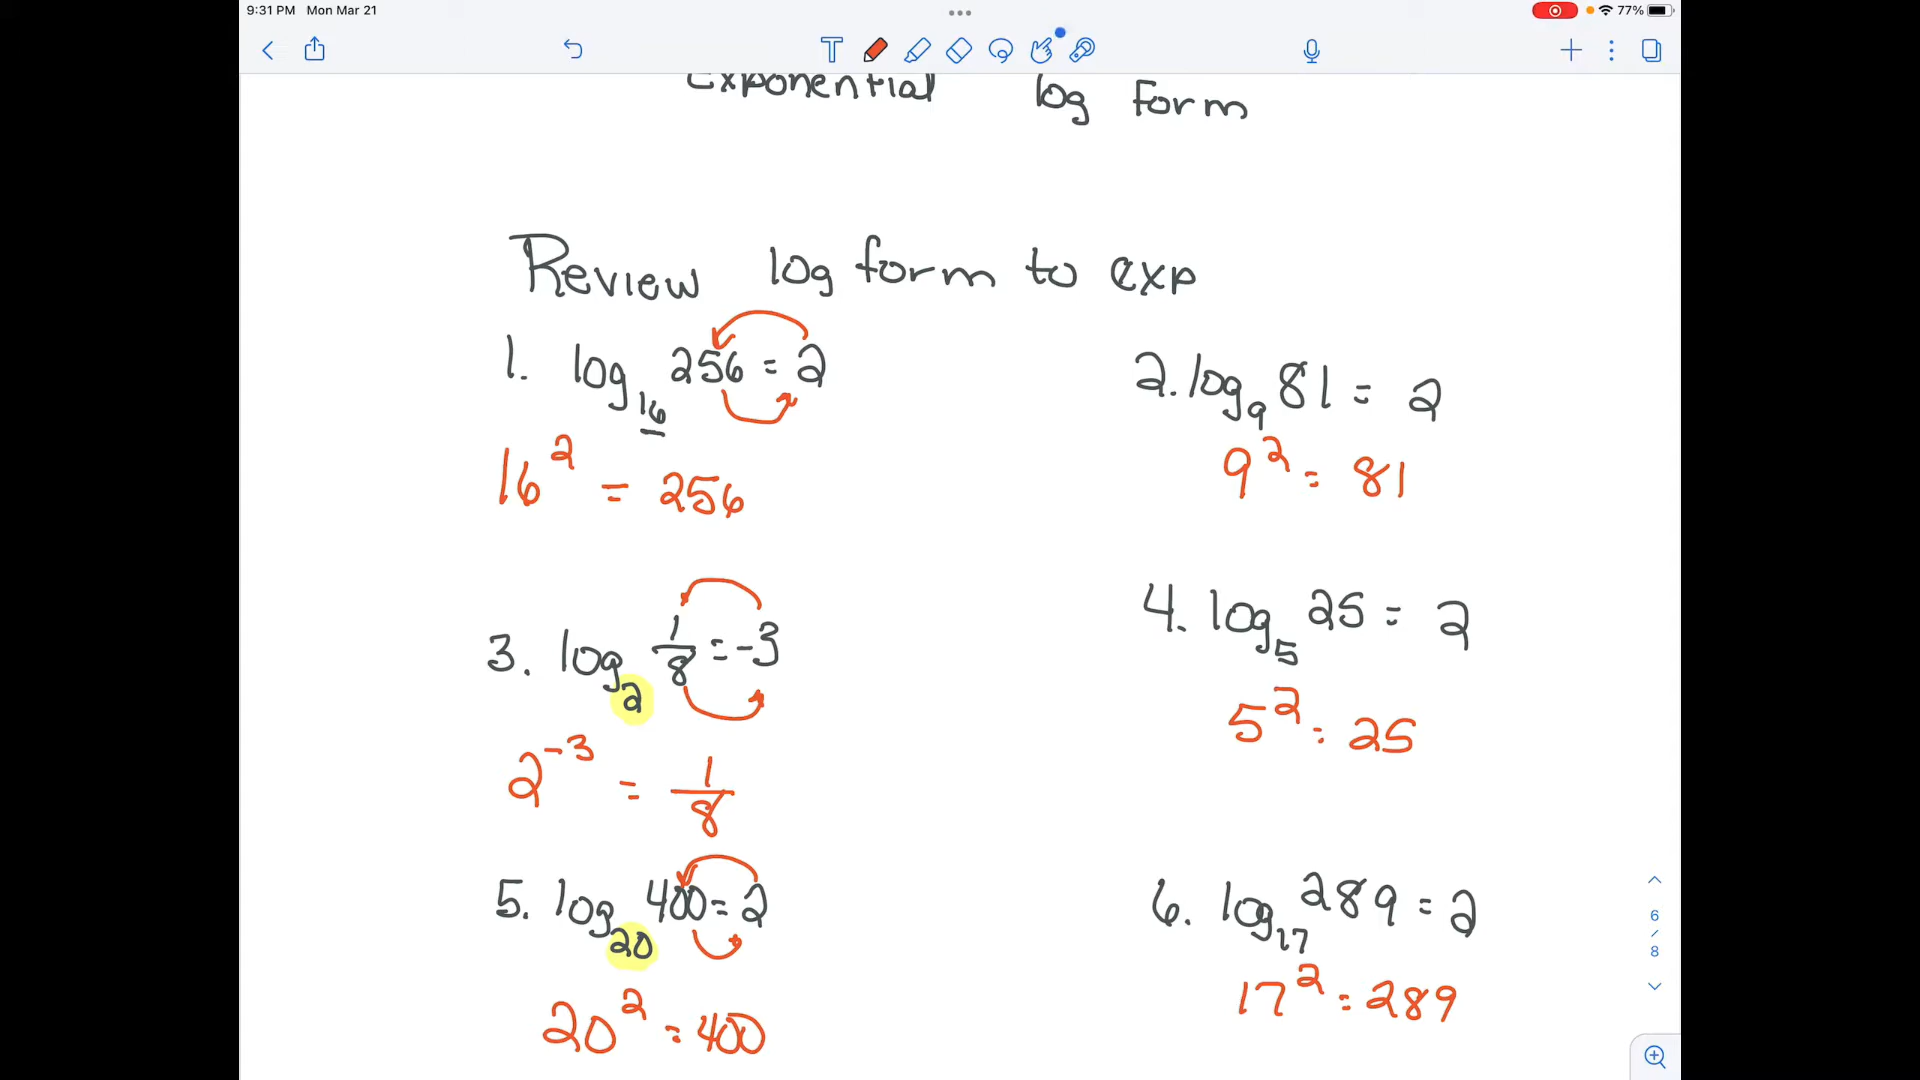 9:31 PM Mon Mar 21
77%
Exponential log Form
Review log form to exp
1. log₁₆ 256 = 2
2. log₉ 81 = 2
16² = 256
9² = 81
3. log₂ 1/8 = -3
4. log₅ 25 = 2
2⁻³ = 1/8
5² = 25
5. log₂₀ 400 = 2
6. log₁₇ 289 = 2
20² = 400
17² = 289
6
/
8